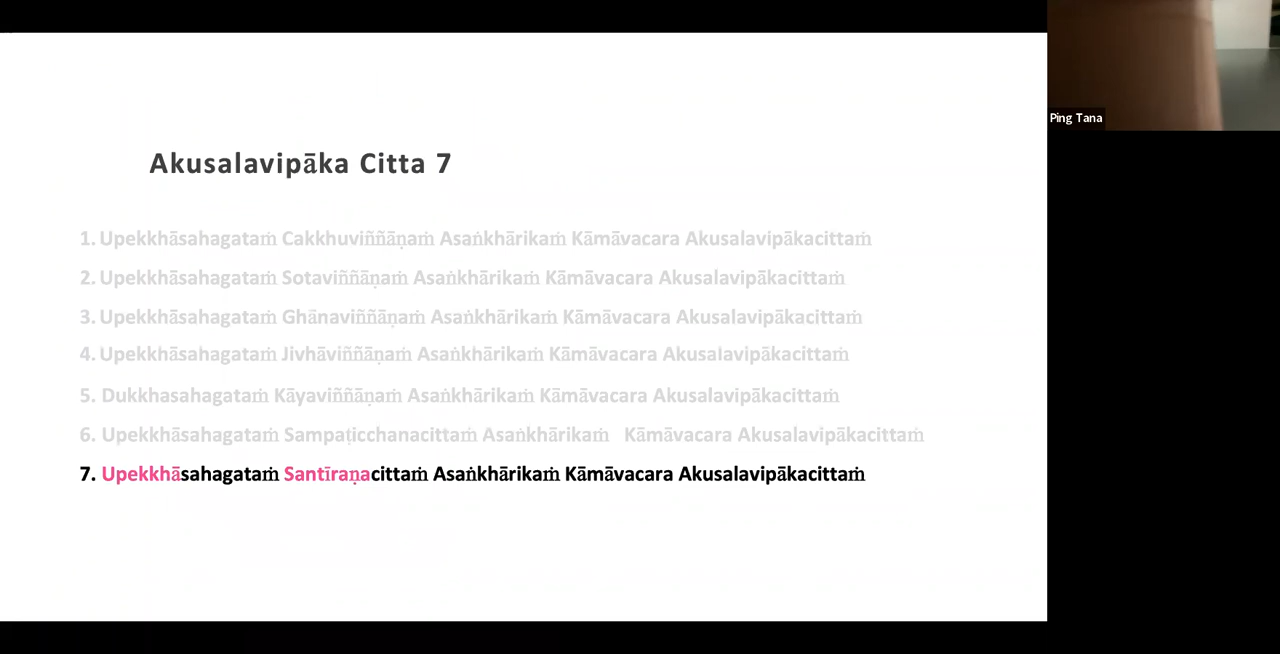 Ping Tana
Akusalavipāka Citta 7
1. Upekkhāsahagataṁ Cakkhuviññāṇaṁ Asaṅkhārikaṁ Kāmāvacara Akusalavipākacittaṁ
2. Upekkhāsahagataṁ Sotaviññāṇaṁ Asaṅkhārikaṁ Kāmāvacara Akusalavipākacittaṁ
3. Upekkhāsahagataṁ Ghānaviññāṇaṁ Asaṅkhārikaṁ Kāmāvacara Akusalavipākacittaṁ
4. Upekkhāsahagataṁ Jivhāviññāṇaṁ Asaṅkhārikaṁ Kāmāvacara Akusalavipākacittaṁ
5. Dukkhasahagataṁ Kāyaviññāṇaṁ Asaṅkhārikaṁ Kāmāvacara Akusalavipākacittaṁ
6. Upekkhāsahagataṁ Sampaṭicchanacittaṁ Asaṅkhārikaṁ Kāmāvacara Akusalavipākacittaṁ
7. Upekkhāsahagataṁ Santīraṇacittaṁ Asaṅkhārikaṁ Kāmāvacara Akusalavipākacittaṁ